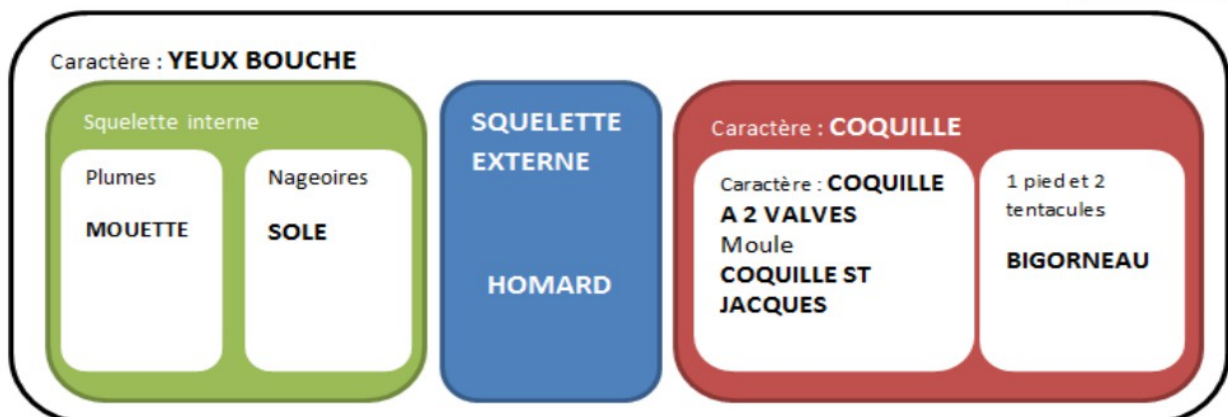 Caractère : YEUX BOUCHE
Squelette interne
Plumes
MOUETTE
Nageoires
SOLE
SQUELETTE
EXTERNE
HOMARD
Caractère : COQUILLE
Caractère : COQUILLE
A 2 VALVES
Moule
COQUILLE ST
JACQUES
1 pied et 2
tentacules
BIGORNEAU